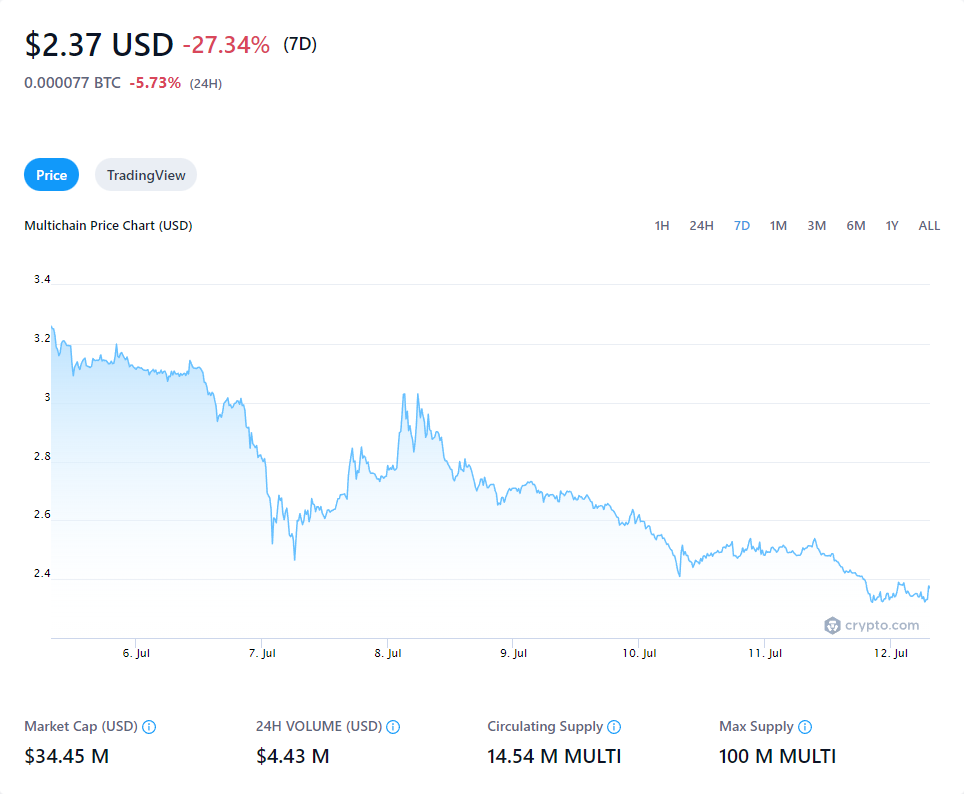 $2.37 USD -27.34% (7D)
0.000077 BTC -5.73% (24H)
Price TradingView
Multichain Price Chart (USD) 1H 24H 7D 1M 3M 6M 1Y ALL
3.4
3.2
3
2.8
2.6
2.4
crypto.com
6. Jul 7. Jul 8. Jul 9. Jul 10. Jul 11. Jul 12. Jul
Market Cap (USD) 24H VOLUME (USD) Circulating Supply Max Supply
$34.45 M $4.43 M 14.54 M MULTI 100 M MULTI